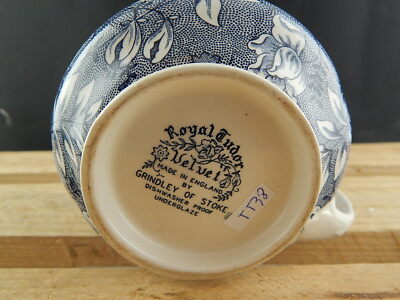 Royal Tudor
Velvet
MADE IN ENGLAND
BY
GRINDLEY OF STOKE
DISHWASHER PROOF
UNDERGLAZE
TT38